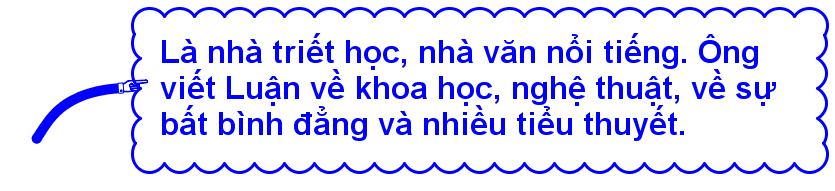 Là nhà triết học, nhà văn nổi tiếng. Ông
viết Luận về khoa học, nghệ thuật, về sự
bất bình đẳng và nhiều tiểu thuyết.